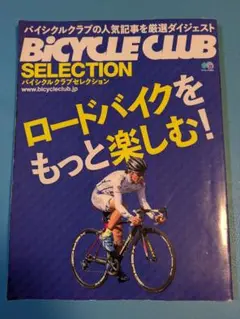 バイシクルクラブの人気記事を厳選ダイジェスト
BiCYCLE CLUB
SELECTION
バイシクルクラブセレクション
www.bicycleclub.jp
ロードバイクを
もっと楽しむ!